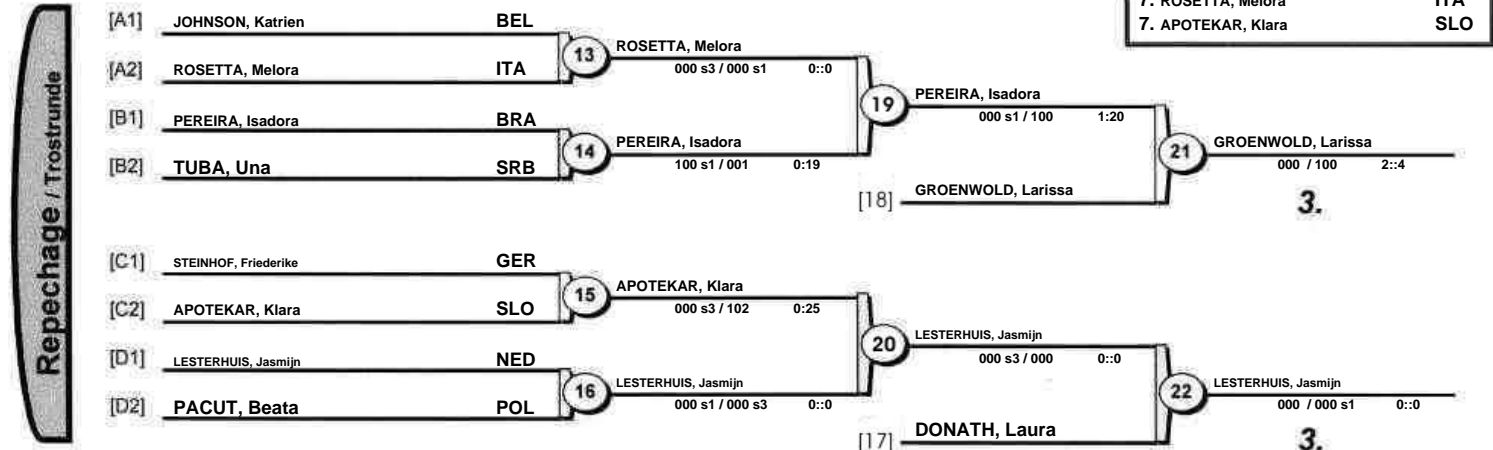 7. ROSETTA, Melora ITA
7. APOTEKAR, Klara SLO
Repechage / Trostrunde
[A1] JOHNSON, Katrien BEL
[A2] ROSETTA, Melora ITA
13 ROSETTA, Melora
000 s3 / 000 s1 0::0
[B1] PEREIRA, Isadora BRA
[B2] TUBA, Una SRB
14 PEREIRA, Isadora
100 s1 / 001 0:19
19 PEREIRA, Isadora
000 s1 / 100 1:20
[18] GROENWOLD, Larissa
21 GROENWOLD, Larissa
000 / 100 2::4
3.
[C1] STEINHOF, Friederike GER
[C2] APOTEKAR, Klara SLO
15 APOTEKAR, Klara
000 s3 / 102 0:25
[D1] LESTERHUIS, Jasmijn NED
[D2] PACUT, Beata POL
16 LESTERHUIS, Jasmijn
000 s1 / 000 s3 0::0
20 LESTERHUIS, Jasmijn
000 s3 / 000 0::0
[17] DONATH, Laura
22 LESTERHUIS, Jasmijn
000 / 000 s1 0::0
3.